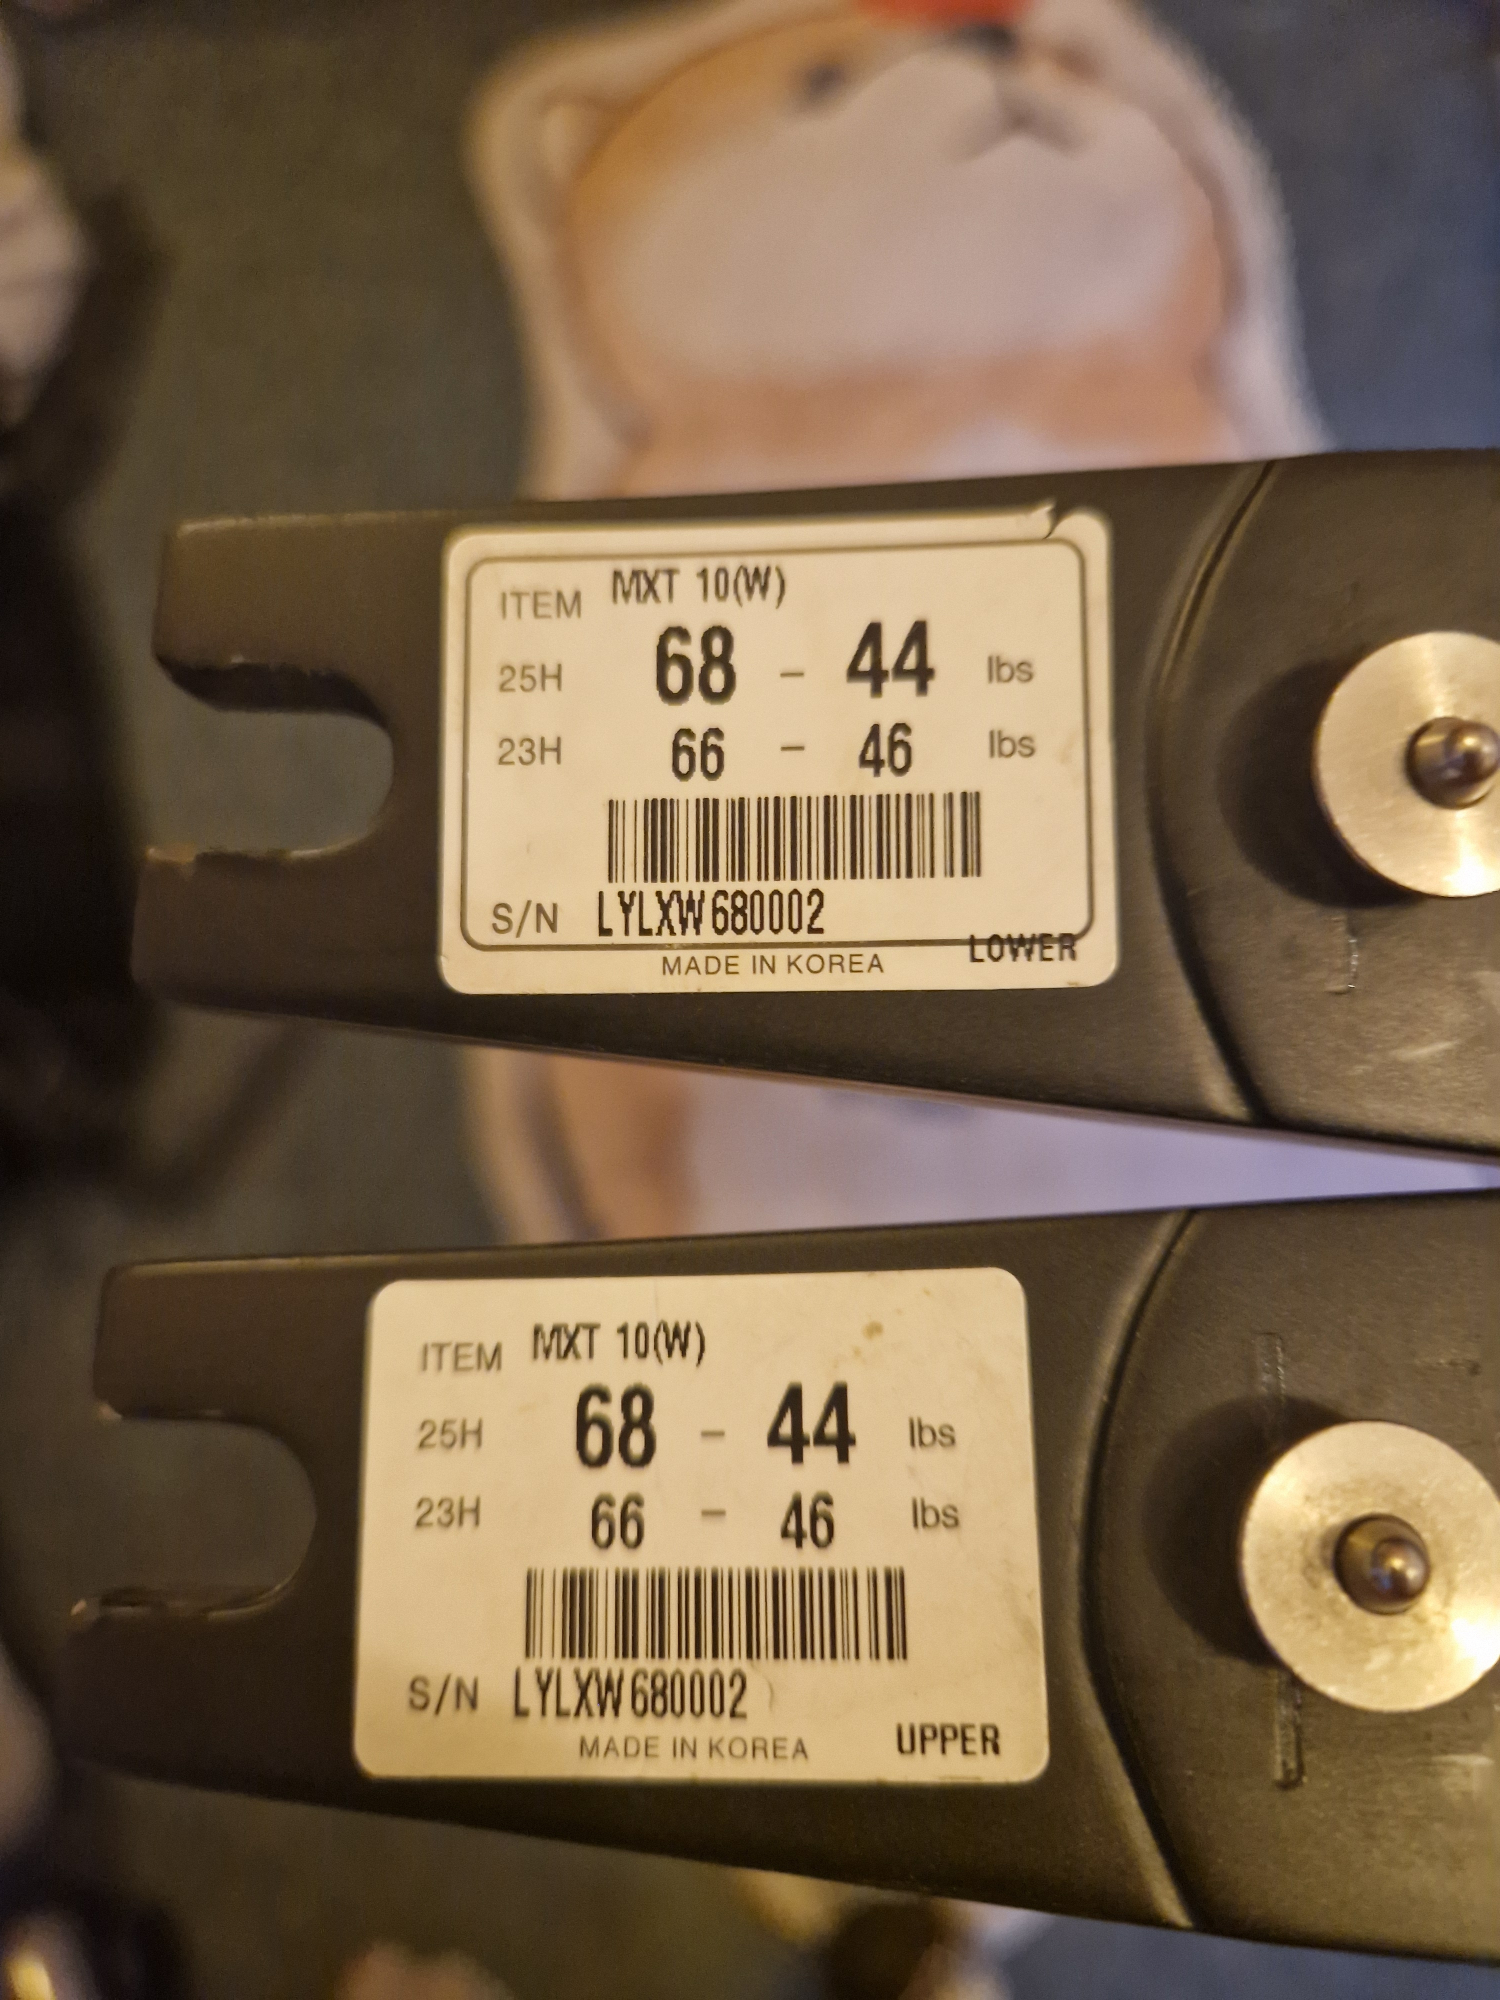 ITEM MXT 10(W)
25H 68 - 44 lbs
23H 66 - 46 lbs
S/N LYLXW680002
LOWER
MADE IN KOREA
ITEM MXT 10(W)
25H 68 - 44 lbs
23H 66 - 46 lbs
S/N LYLXW680002
UPPER
MADE IN KOREA